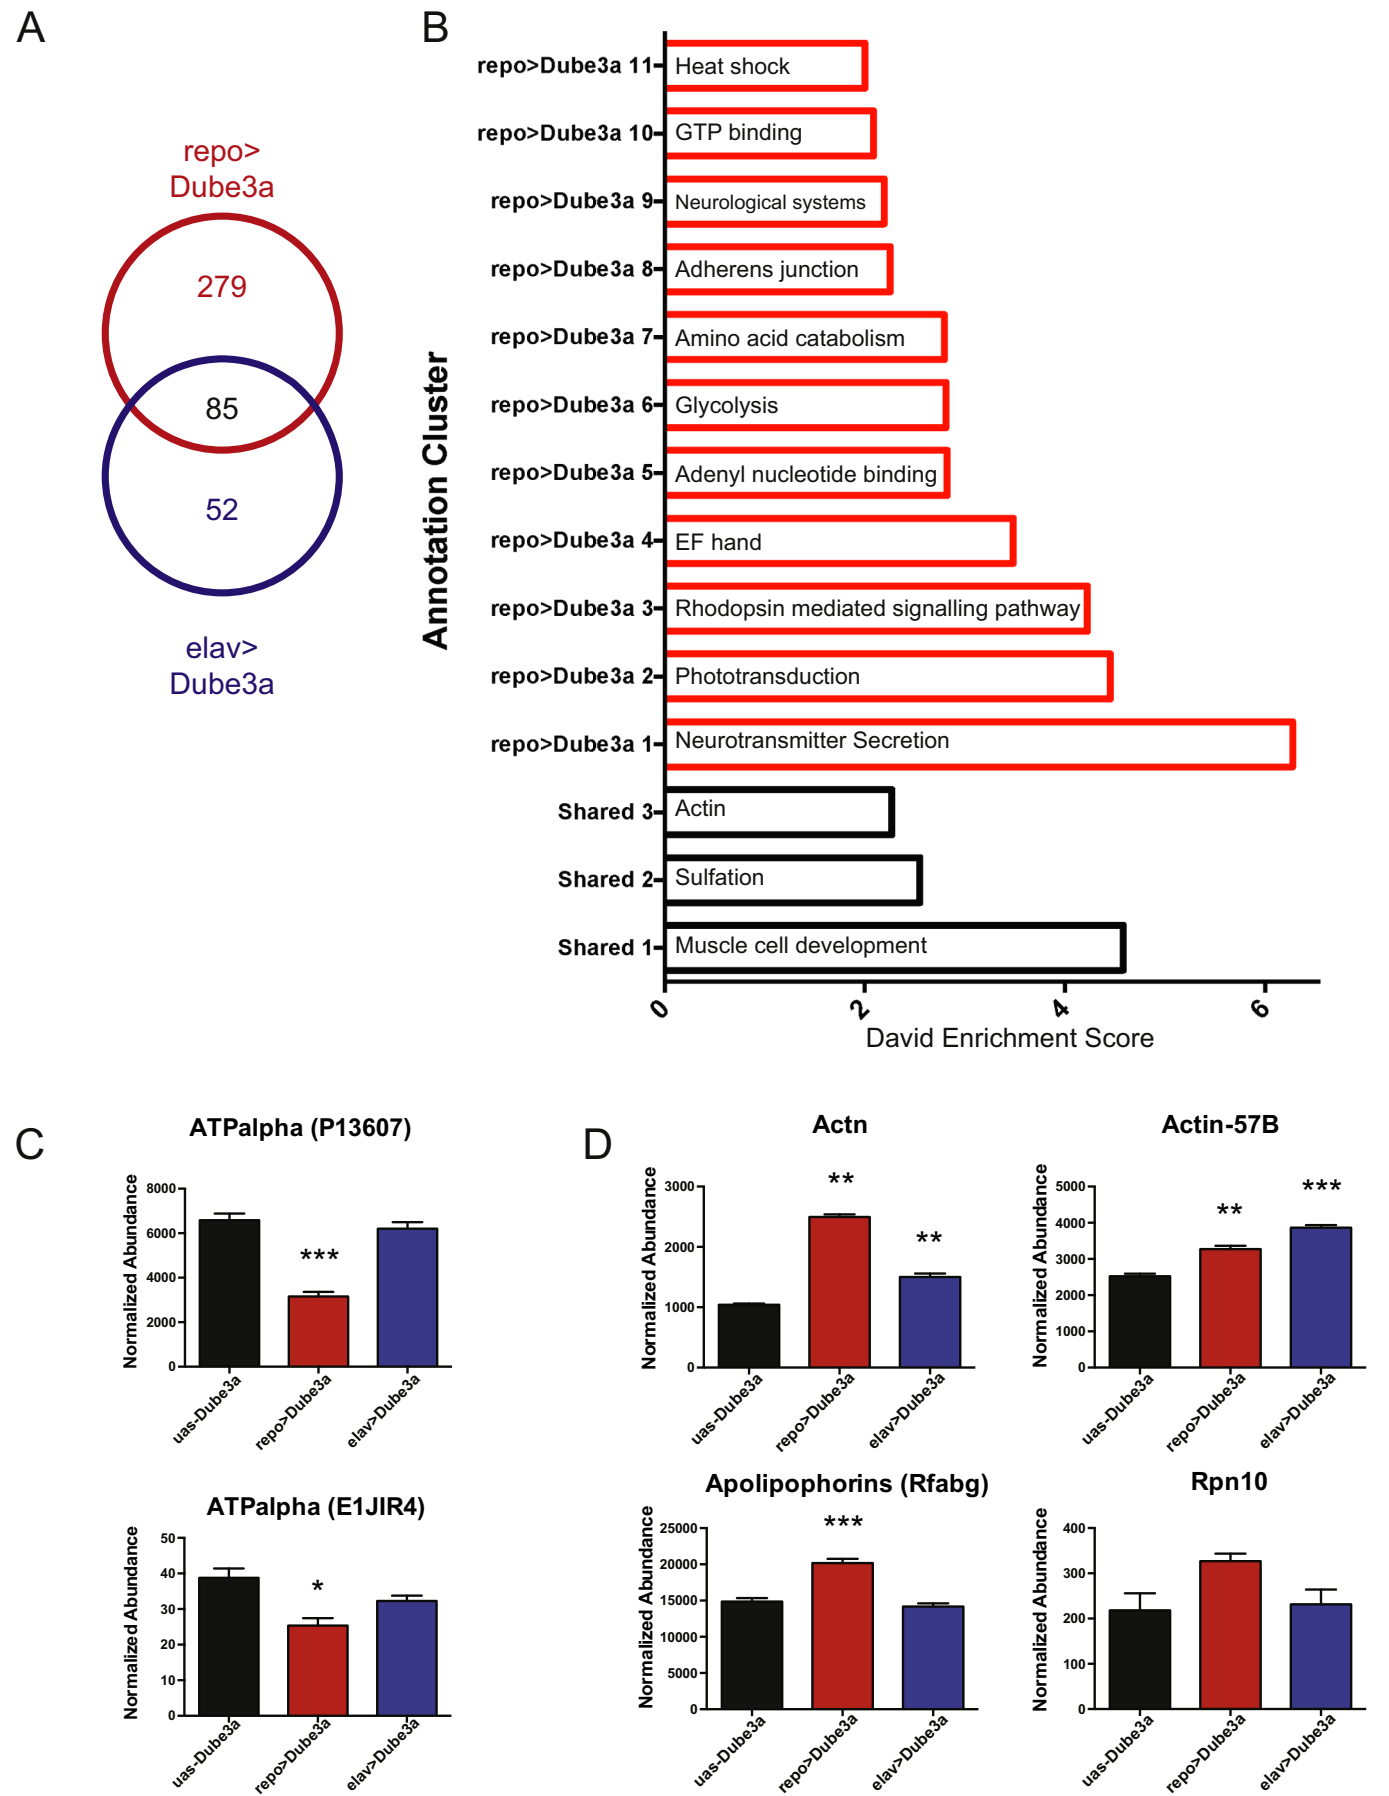 A
repo>
Dube3a
279
85
52
elav>
Dube3a
B
Annotation Cluster
repo>Dube3a 11 Heat shock
repo>Dube3a 10 GTP binding
repo>Dube3a 9 Neurological systems
repo>Dube3a 8 Adherens junction
repo>Dube3a 7 Amino acid catabolism
repo>Dube3a 6 Glycolysis
repo>Dube3a 5 Adenyl nucleotide binding
repo>Dube3a 4 EF hand
repo>Dube3a 3 Rhodopsin mediated signalling pathway
repo>Dube3a 2 Phototransduction
repo>Dube3a 1 Neurotransmitter Secretion
Shared 3 Actin
Shared 2 Sulfation
Shared 1 Muscle cell development
0 2 4 6
David Enrichment Score
C
ATPalpha (P13607)
Normalized Abundance
8000
6000
4000
2000
0
***
uas-Dube3a
repo>Dube3a
elav>Dube3a
ATPalpha (E1JIR4)
Normalized Abundance
50
40
30
20
10
0
*
uas-Dube3a
repo>Dube3a
elav>Dube3a
D
Actn
Normalized Abundance
3000
2000
1000
0
**
**
uas-Dube3a
repo>Dube3a
elav>Dube3a
Actin-57B
Normalized Abundance
5000
4000
3000
2000
1000
0
**
***
uas-Dube3a
repo>Dube3a
elav>Dube3a
Apolipophorins (Rfabg)
Normalized Abundance
25000
20000
15000
10000
5000
0
***
uas-Dube3a
repo>Dube3a
elav>Dube3a
Rpn10
Normalized Abundance
400
300
200
100
0
uas-Dube3a
repo>Dube3a
elav>Dube3a